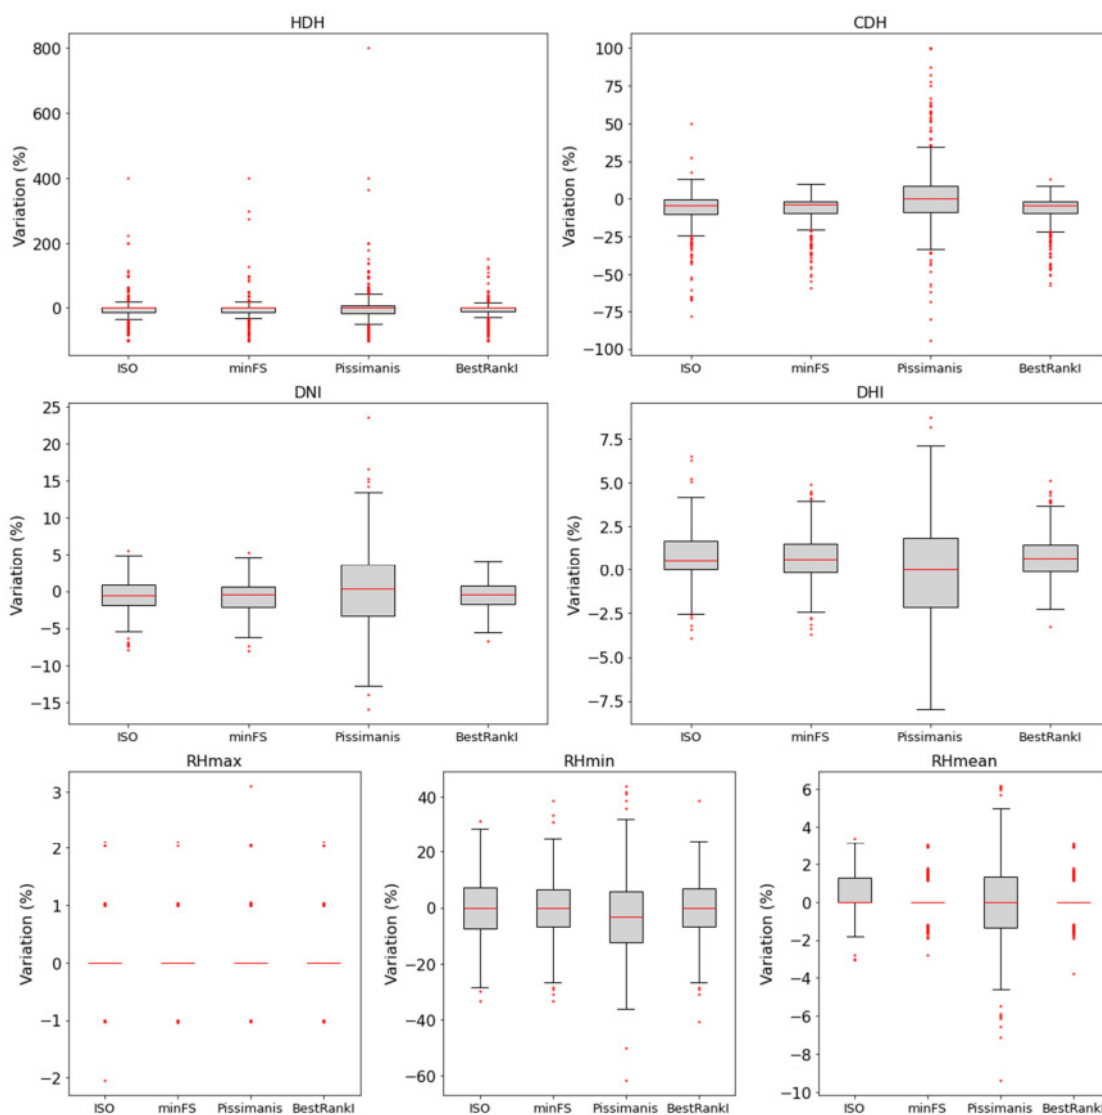 HDH
Variation (%)
800
600
400
200
0
ISO minFS Pissimanis BestRankI
CDH
Variation (%)
100
75
50
25
0
−25
−50
−75
−100
ISO minFS Pissimanis BestRankI
DNI
Variation (%)
25
20
15
10
5
0
−5
−10
−15
ISO minFS Pissimanis BestRankI
DHI
Variation (%)
7.5
5.0
2.5
0.0
−2.5
−5.0
−7.5
ISO minFS Pissimanis BestRankI
RHmax
Variation (%)
3
2
1
0
−1
−2
ISO minFS Pissimanis BestRankI
RHmin
Variation (%)
40
20
0
−20
−40
−60
ISO minFS Pissimanis BestRankI
RHmean
Variation (%)
6
4
2
0
−2
−4
−6
−8
−10
ISO minFS Pissimanis BestRankI